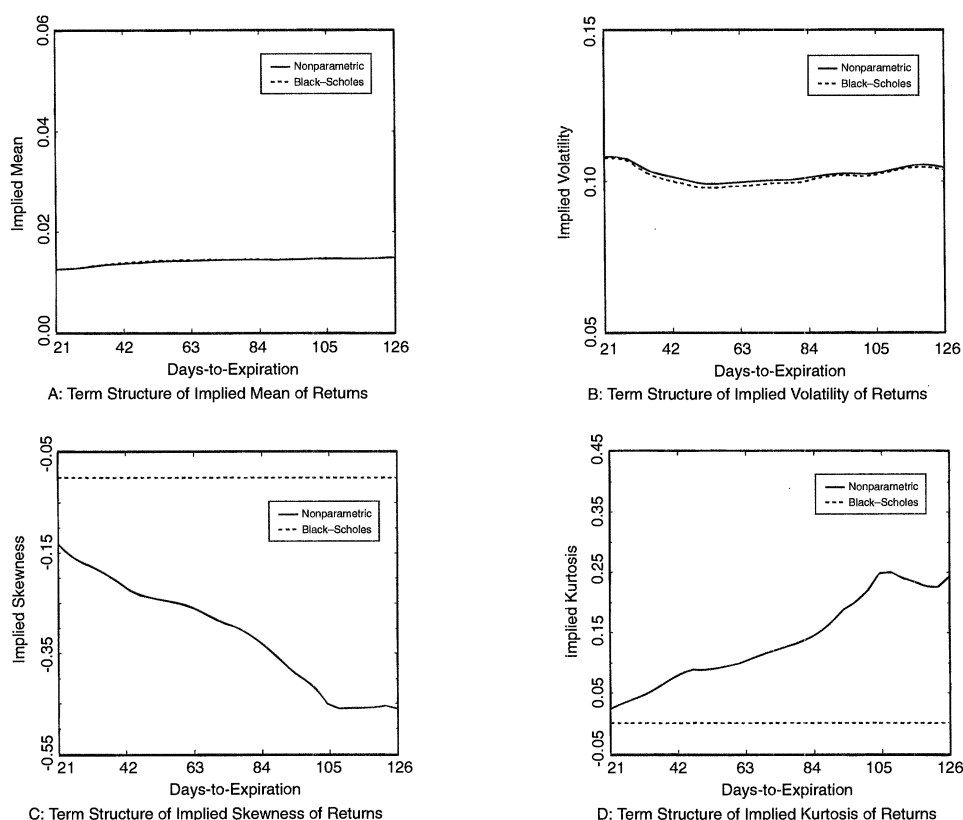 0.06
0.04
0.02
0.00
Implied Mean
Nonparametric
Black–Scholes
21 42 63 84 105 126
Days-to-Expiration
A: Term Structure of Implied Mean of Returns
0.15
0.10
0.05
Implied Volatility
Nonparametric
Black–Scholes
21 42 63 84 105 126
Days-to-Expiration
B: Term Structure of Implied Volatility of Returns
-0.05
-0.15
-0.35
-0.55
Implied Skewness
Nonparametric
Black–Scholes
21 42 63 84 105 126
Days-to-Expiration
C: Term Structure of Implied Skewness of Returns
0.45
0.35
0.25
0.15
0.05
-0.05
implied Kurtosis
Nonparametric
Black–Scholes
21 42 63 84 105 126
Days-to-Expiration
D: Term Structure of Implied Kurtosis of Returns